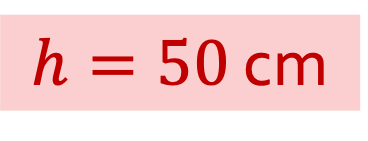 h = 50 cm